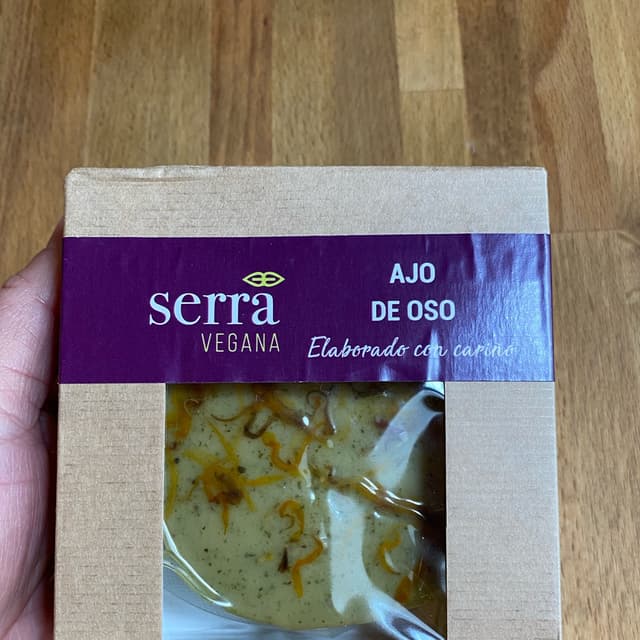 serra
VEGANA
AJO
DE OSO
Elaborado con cariño